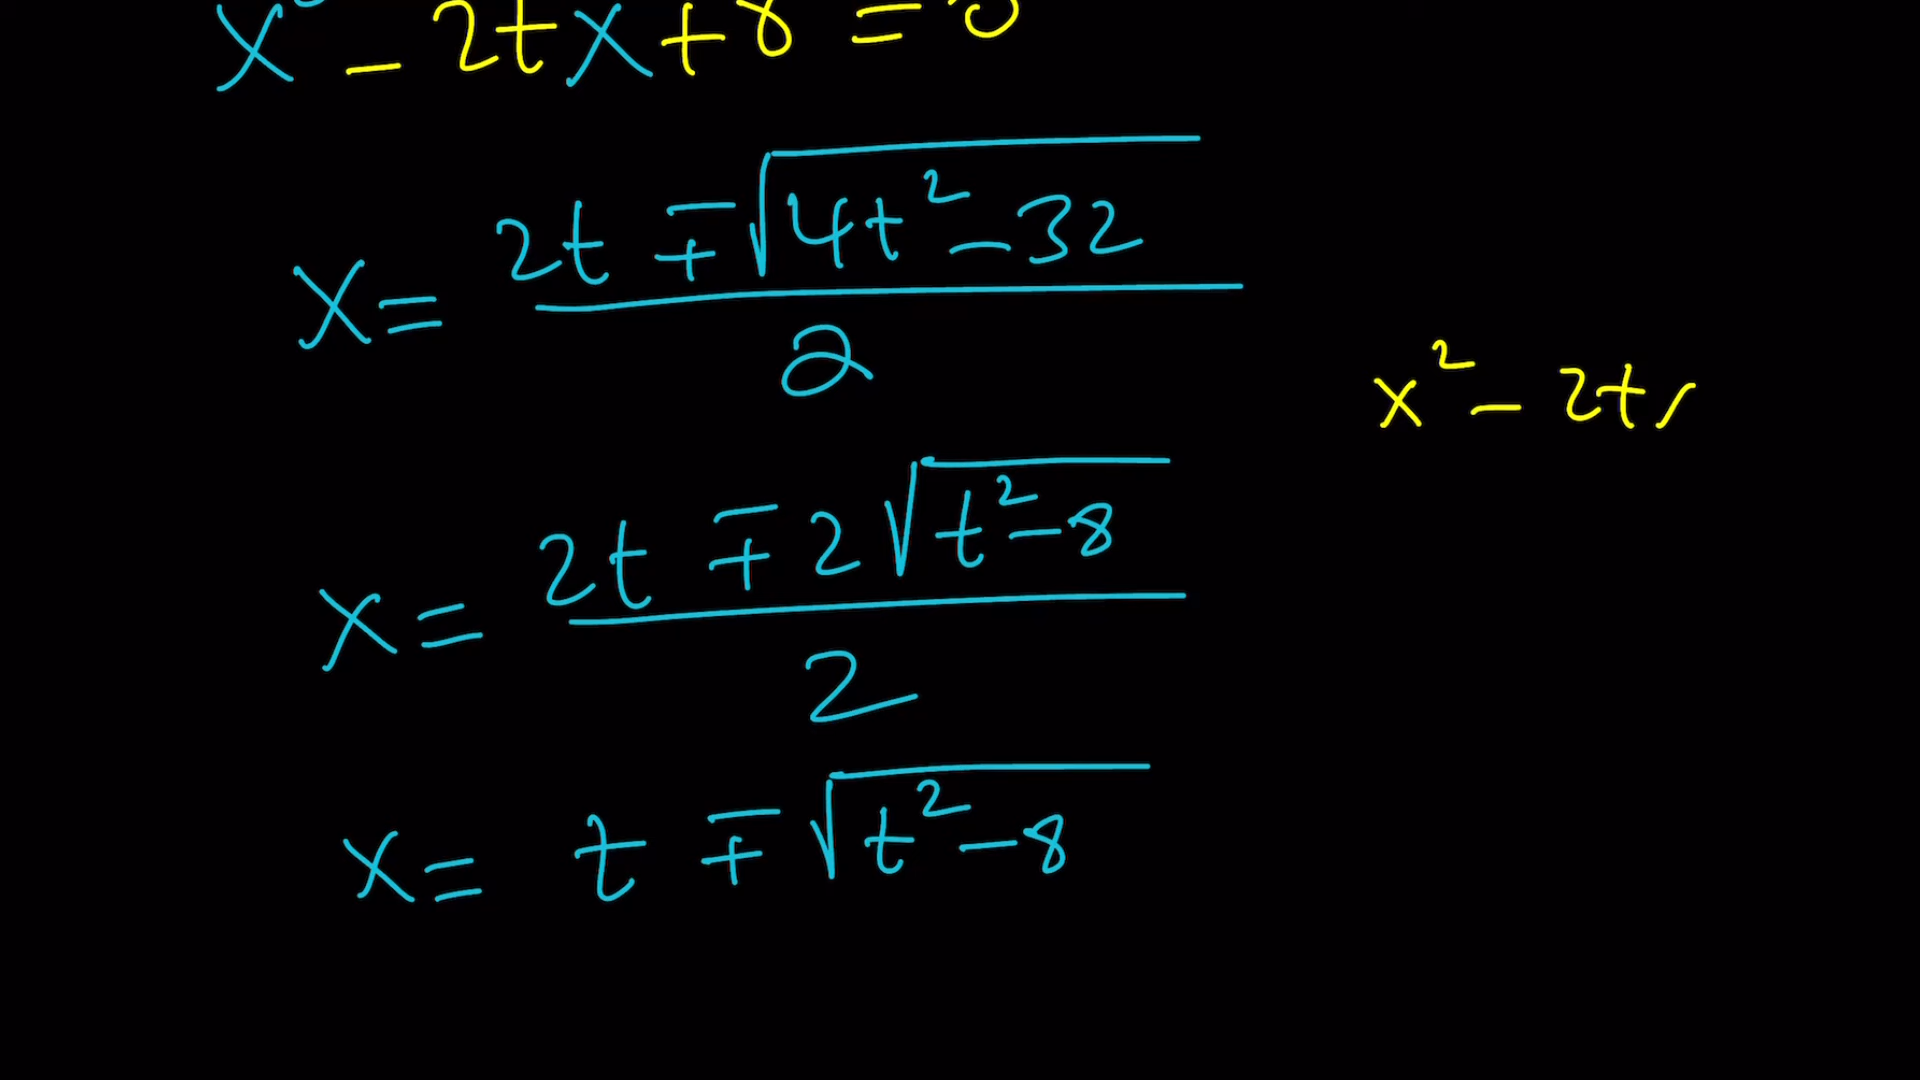 x² - 2tx + 8 = 0
x = (2t ∓ √(4t² - 32)) / 2
x² - 2t
x = (2t ∓ 2√(t² - 8)) / 2
x = t ∓ √(t² - 8)